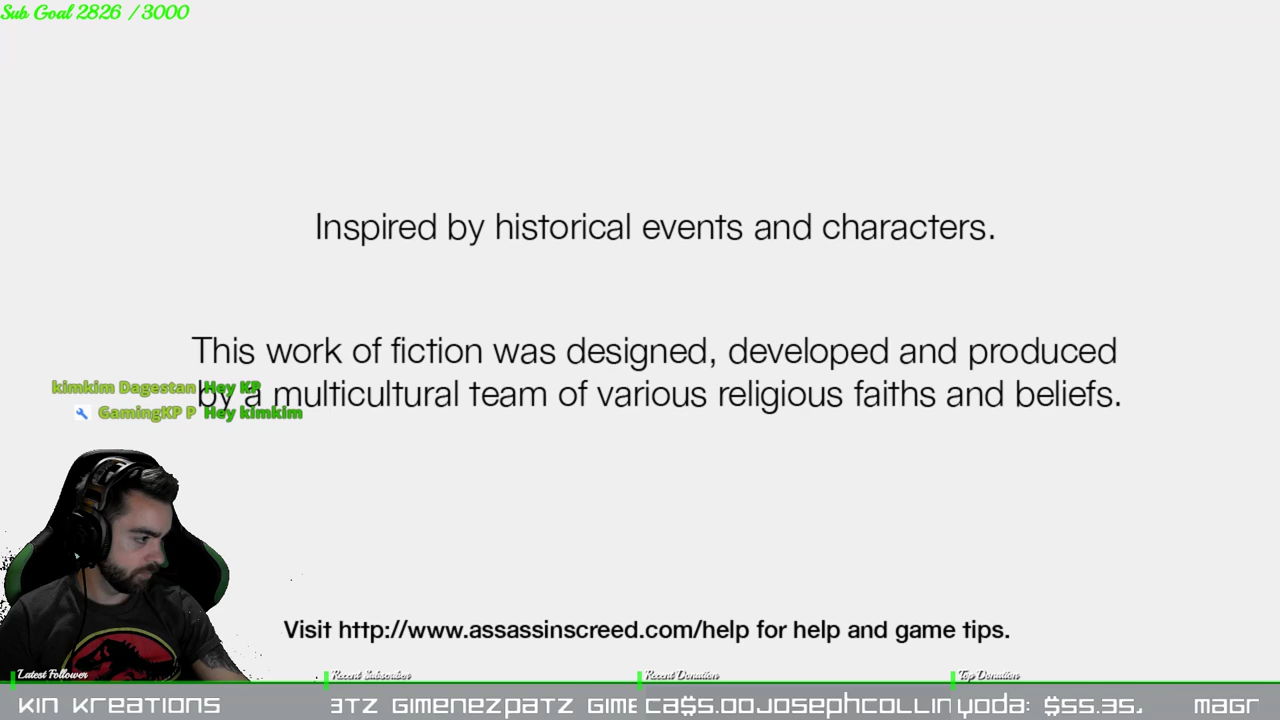 Sub Goal 2826 / 3000
Inspired by historical events and characters.
This work of fiction was designed, developed and produced
by a multicultural team of various religious faiths and beliefs.
kimkim Dagestan Hey KP
GamingKP P Hey kimkim
Visit http://www.assassinscreed.com/help for help and game tips.
Latest Follower
Recent Subscriber
Recent Donation
Top Donation
kin kreations
GIMENEZPATZ GIME
CA$5.00JOSEPHCOLLIN
yoda: $55.35,